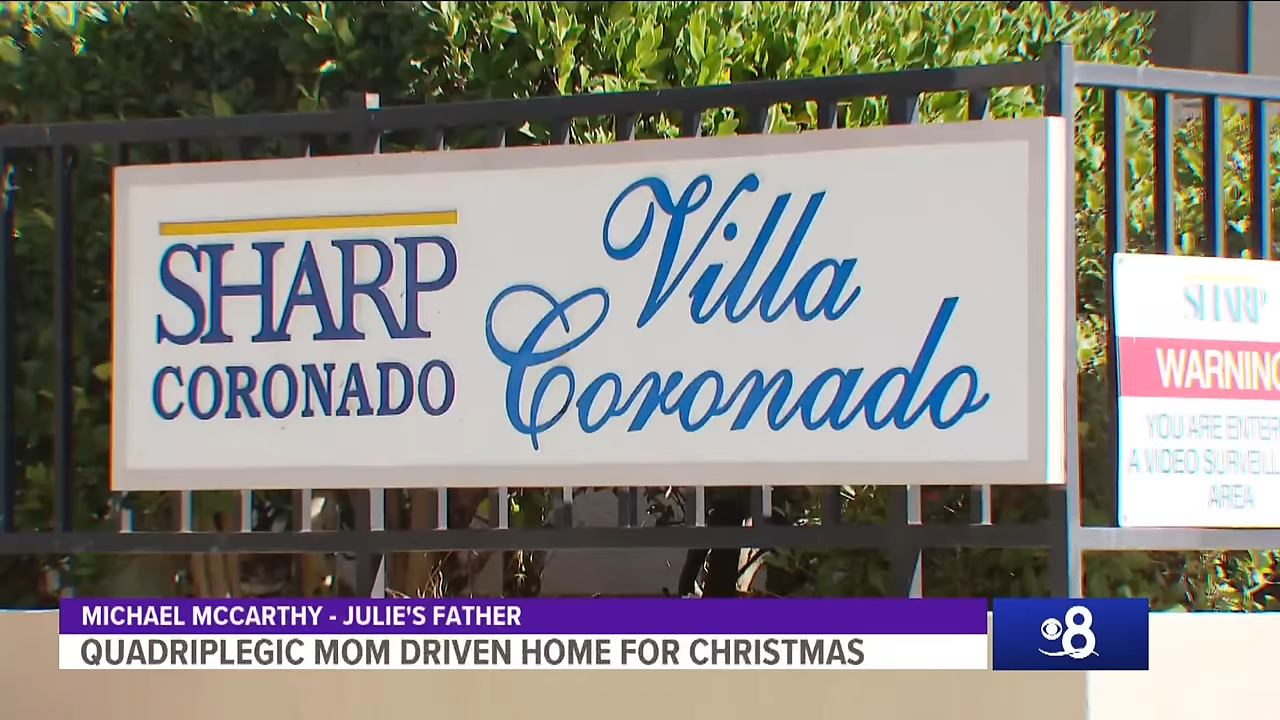 SHARP
CORONADO
Villa
Coronado
SHARP
WARNING
YOU ARE ENTER
A VIDEO SURVEILL
AREA
MICHAEL MCCARTHY - JULIE'S FATHER
QUADRIPLEGIC MOM DRIVEN HOME FOR CHRISTMAS
8